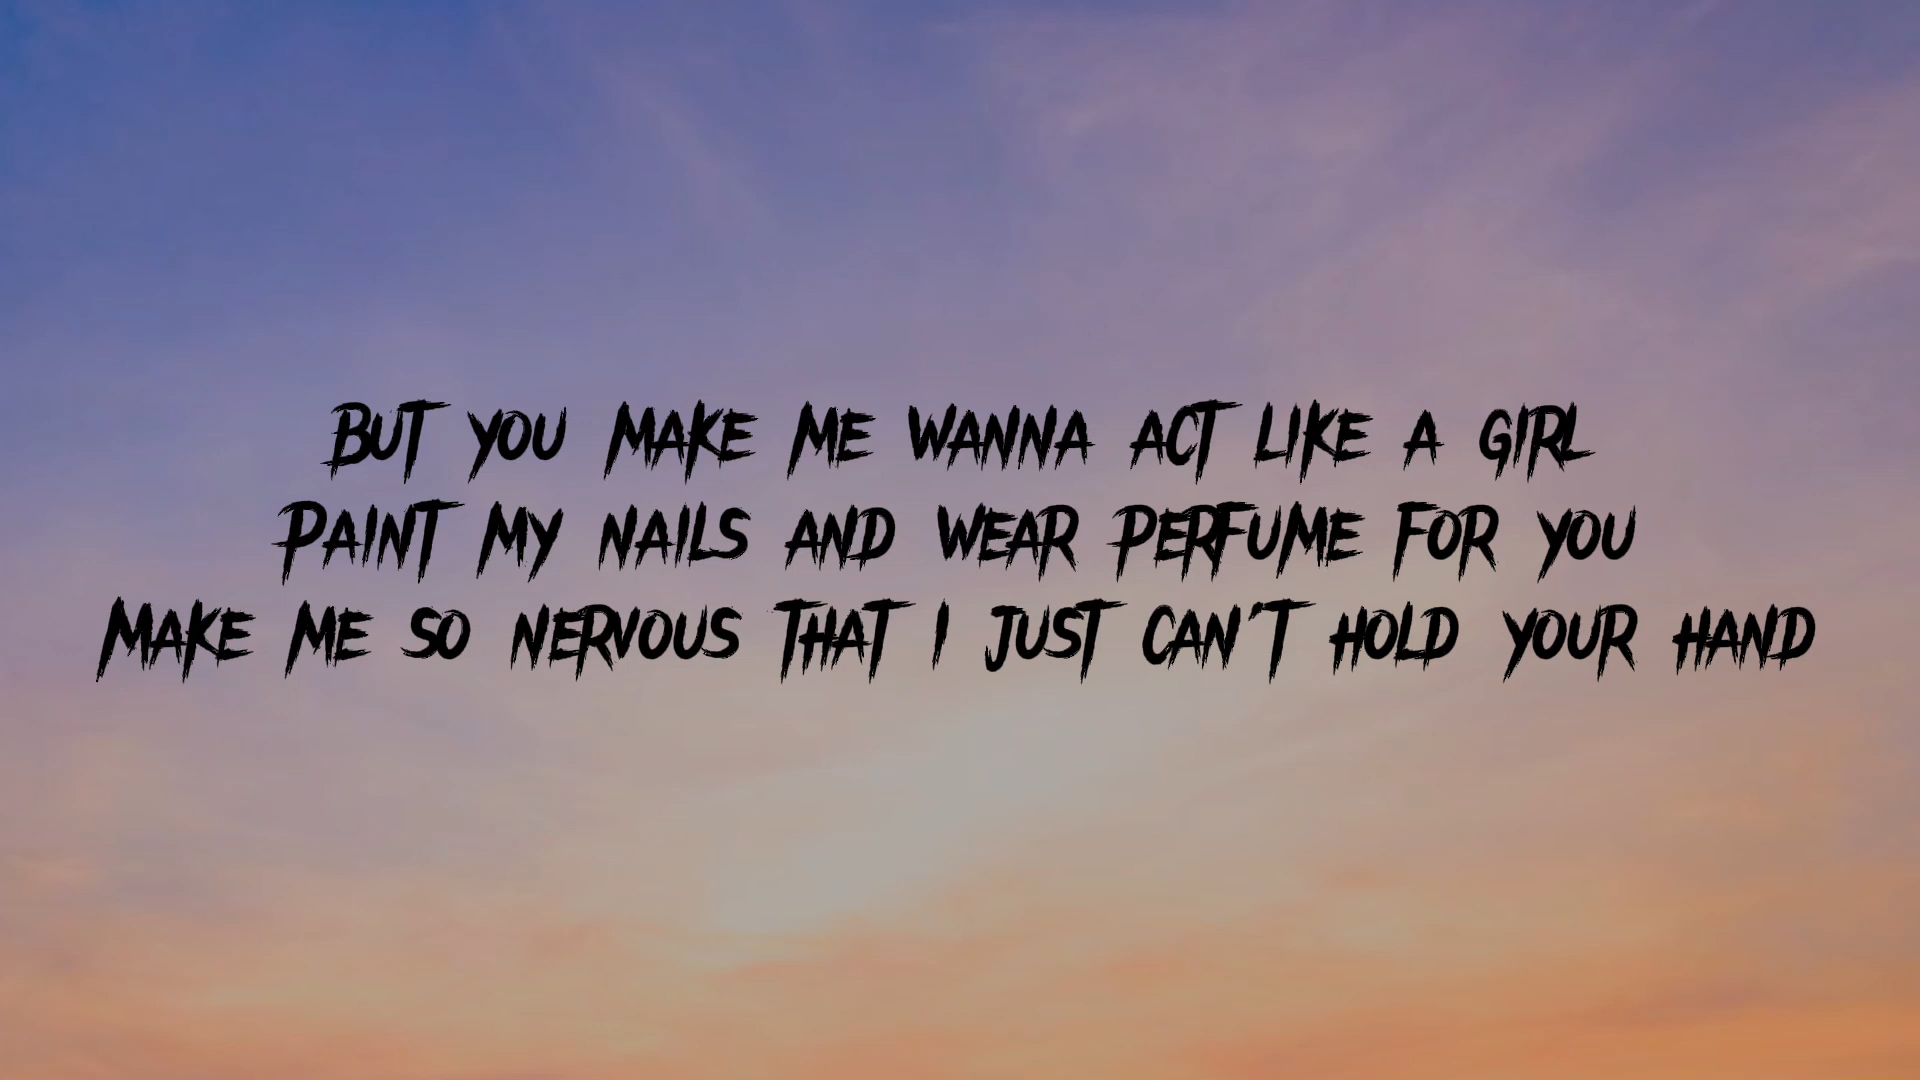 But you make me wanna act like a girl
Paint my nails and wear perfume for you
Make me so nervous that I just can't hold your hand